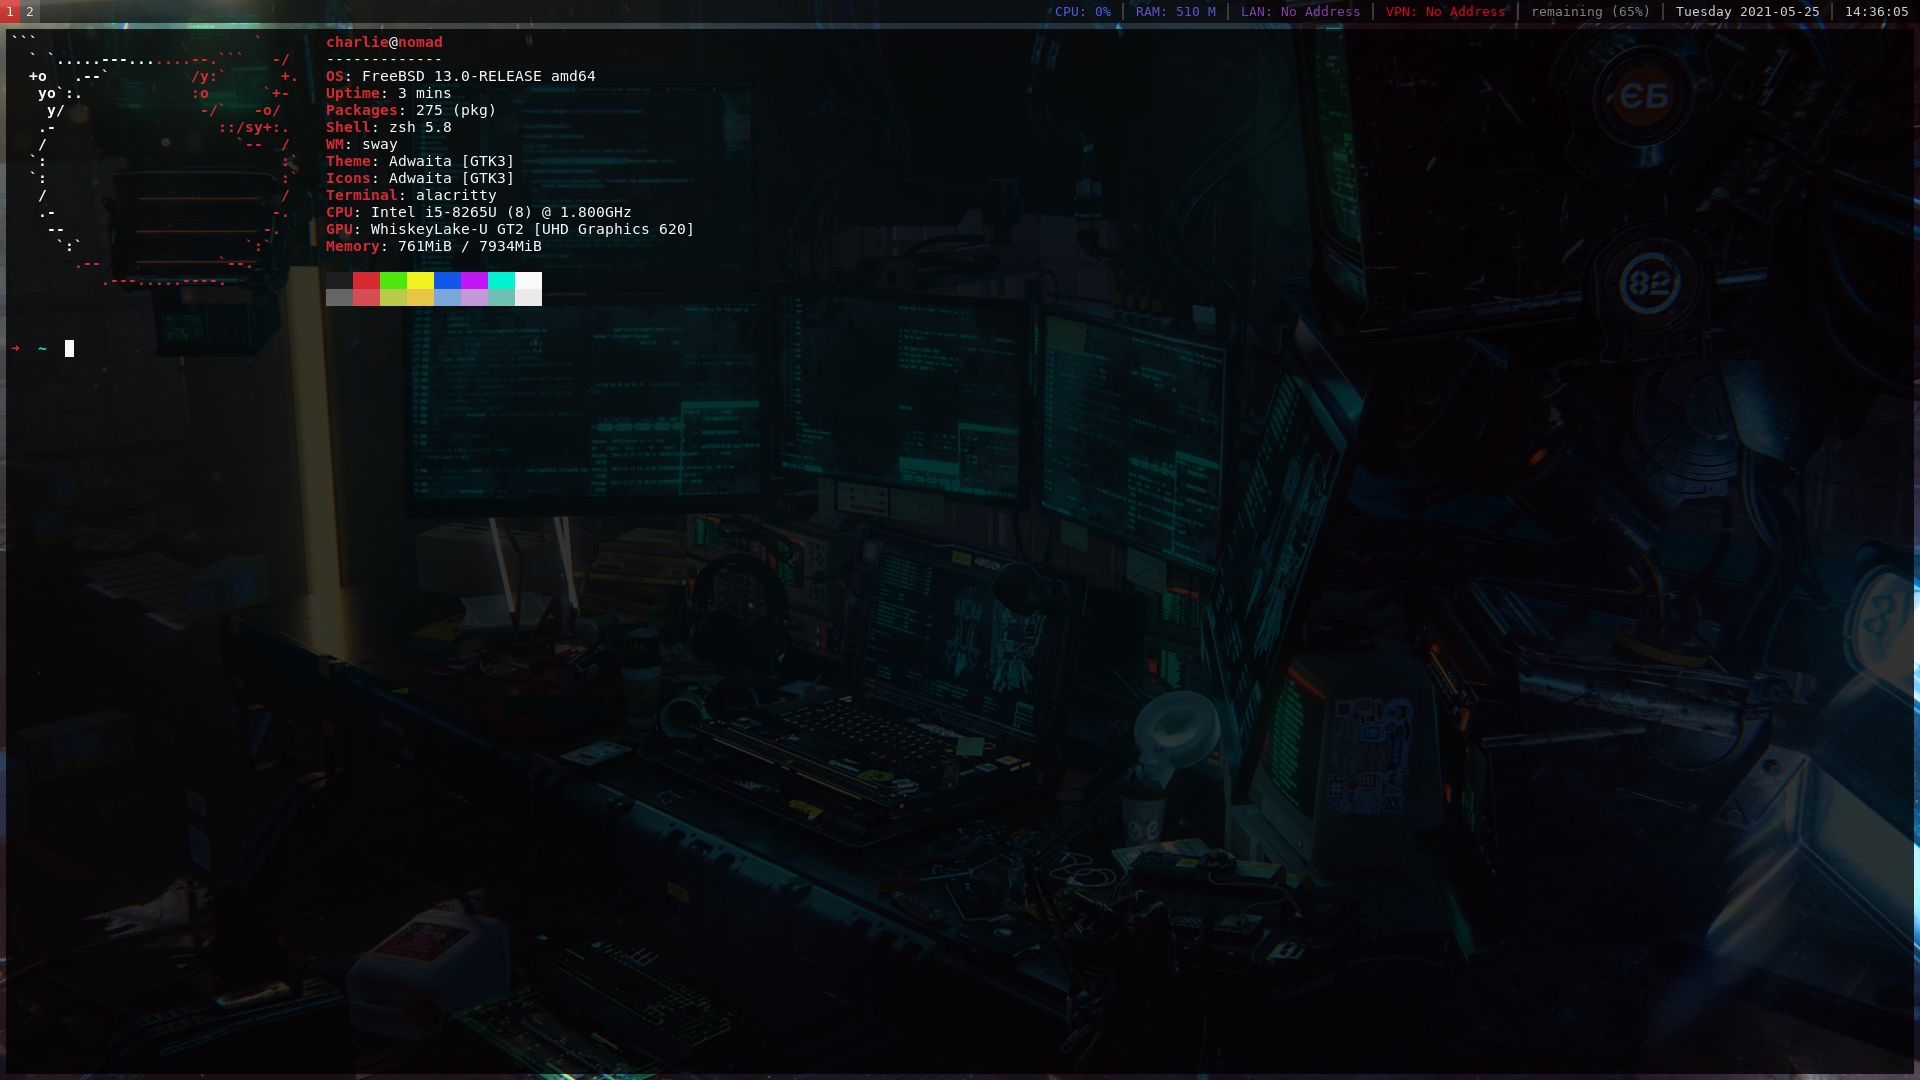 1 2 CPU: 0% | RAM: 510 M | LAN: No Address | VPN: No Address | remaining (65%) | Tuesday 2021-05-25 | 14:36:05
charlie@nomad
-------------
OS: FreeBSD 13.0-RELEASE amd64
Uptime: 3 mins
Packages: 275 (pkg)
Shell: zsh 5.8
WM: sway
Theme: Adwaita [GTK3]
Icons: Adwaita [GTK3]
Terminal: alacritty
CPU: Intel i5-8265U (8) @ 1.800GHz
GPU: WhiskeyLake-U GT2 [UHD Graphics 620]
Memory: 761MiB / 7934MiB
→ ~
ЄБ
82